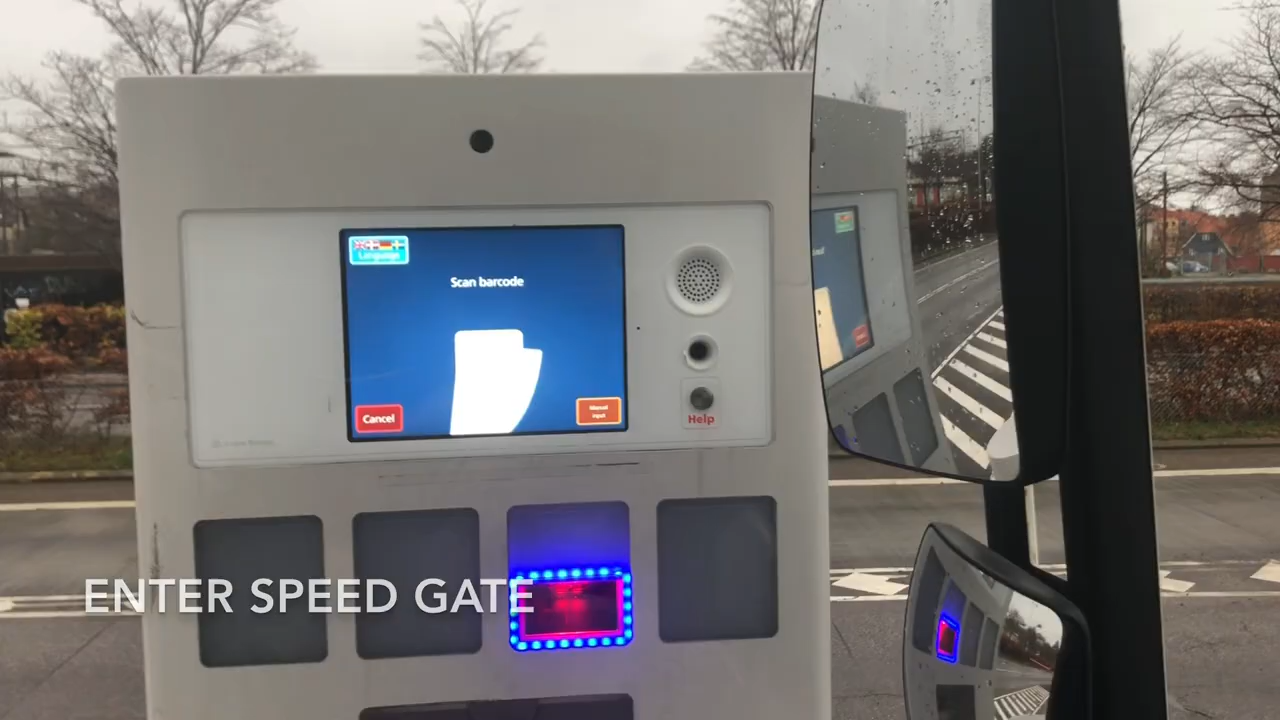 Language
Scan barcode
Cancel
Manual
input
Help
ENTER SPEED GATE